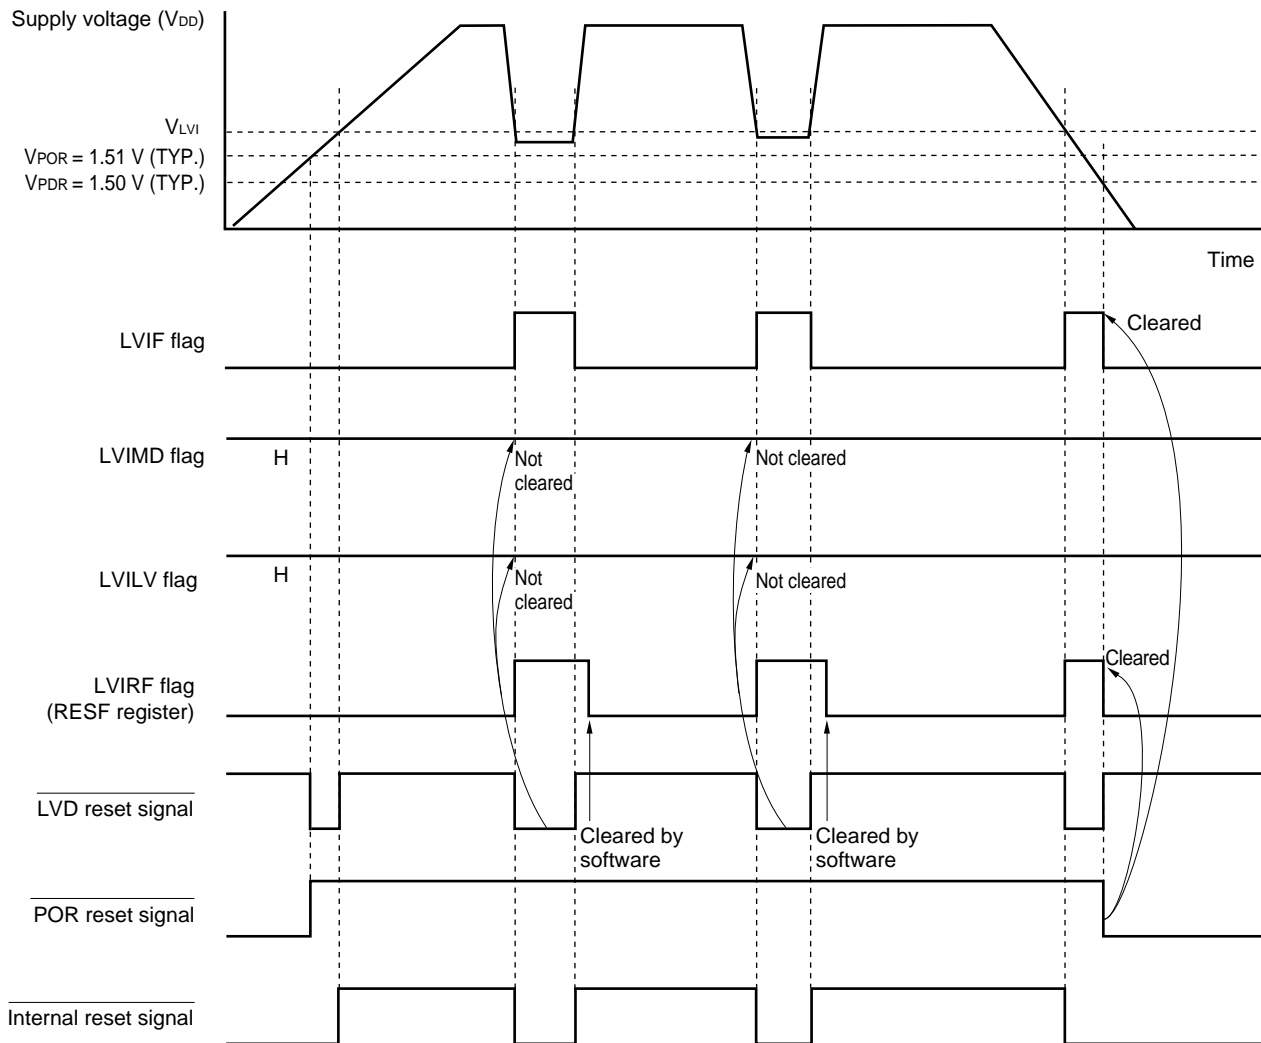 Supply voltage (VDD)
VLVI
VPOR = 1.51 V (TYP.)
VPDR = 1.50 V (TYP.)
Time
LVIF flag
Cleared
LVIMD flag
H
Not
cleared
Not cleared
LVILV flag
H
Not
cleared
Not cleared
LVIRF flag
(RESF register)
Cleared
LVD reset signal
Cleared by
software
Cleared by
software
POR reset signal
Internal reset signal